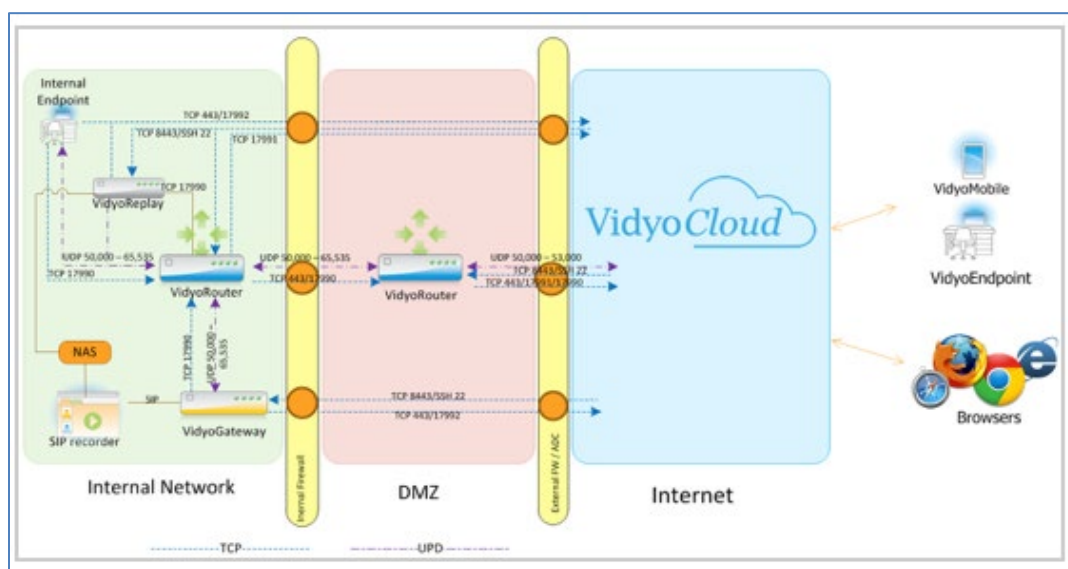 Internal
Endpoint
TCP 443/17992
TCP 8443/SSH 22
TCP 17991
TCP 17990
VidyoReplay
UDP 50,000 – 65,535
TCP 17990
VidyoRouter
UDP 50,000 – 65,535
TCP 443/17990
VidyoRouter
UDP 50,000 – 53,000
TCP 8443/SSH 22
TCP 443/17991/17990
VidyoCloud
VidyoMobile
VidyoEndpoint
Browsers
TCP 17990
UDP 50,000 –
65,535
NAS
SIP
SIP recorder
VidyoGateway
TCP 8443/SSH 22
TCP 443/17992
Internal Network
Inernal Firewall
DMZ
External FW / ADC
Internet
TCP
UPD